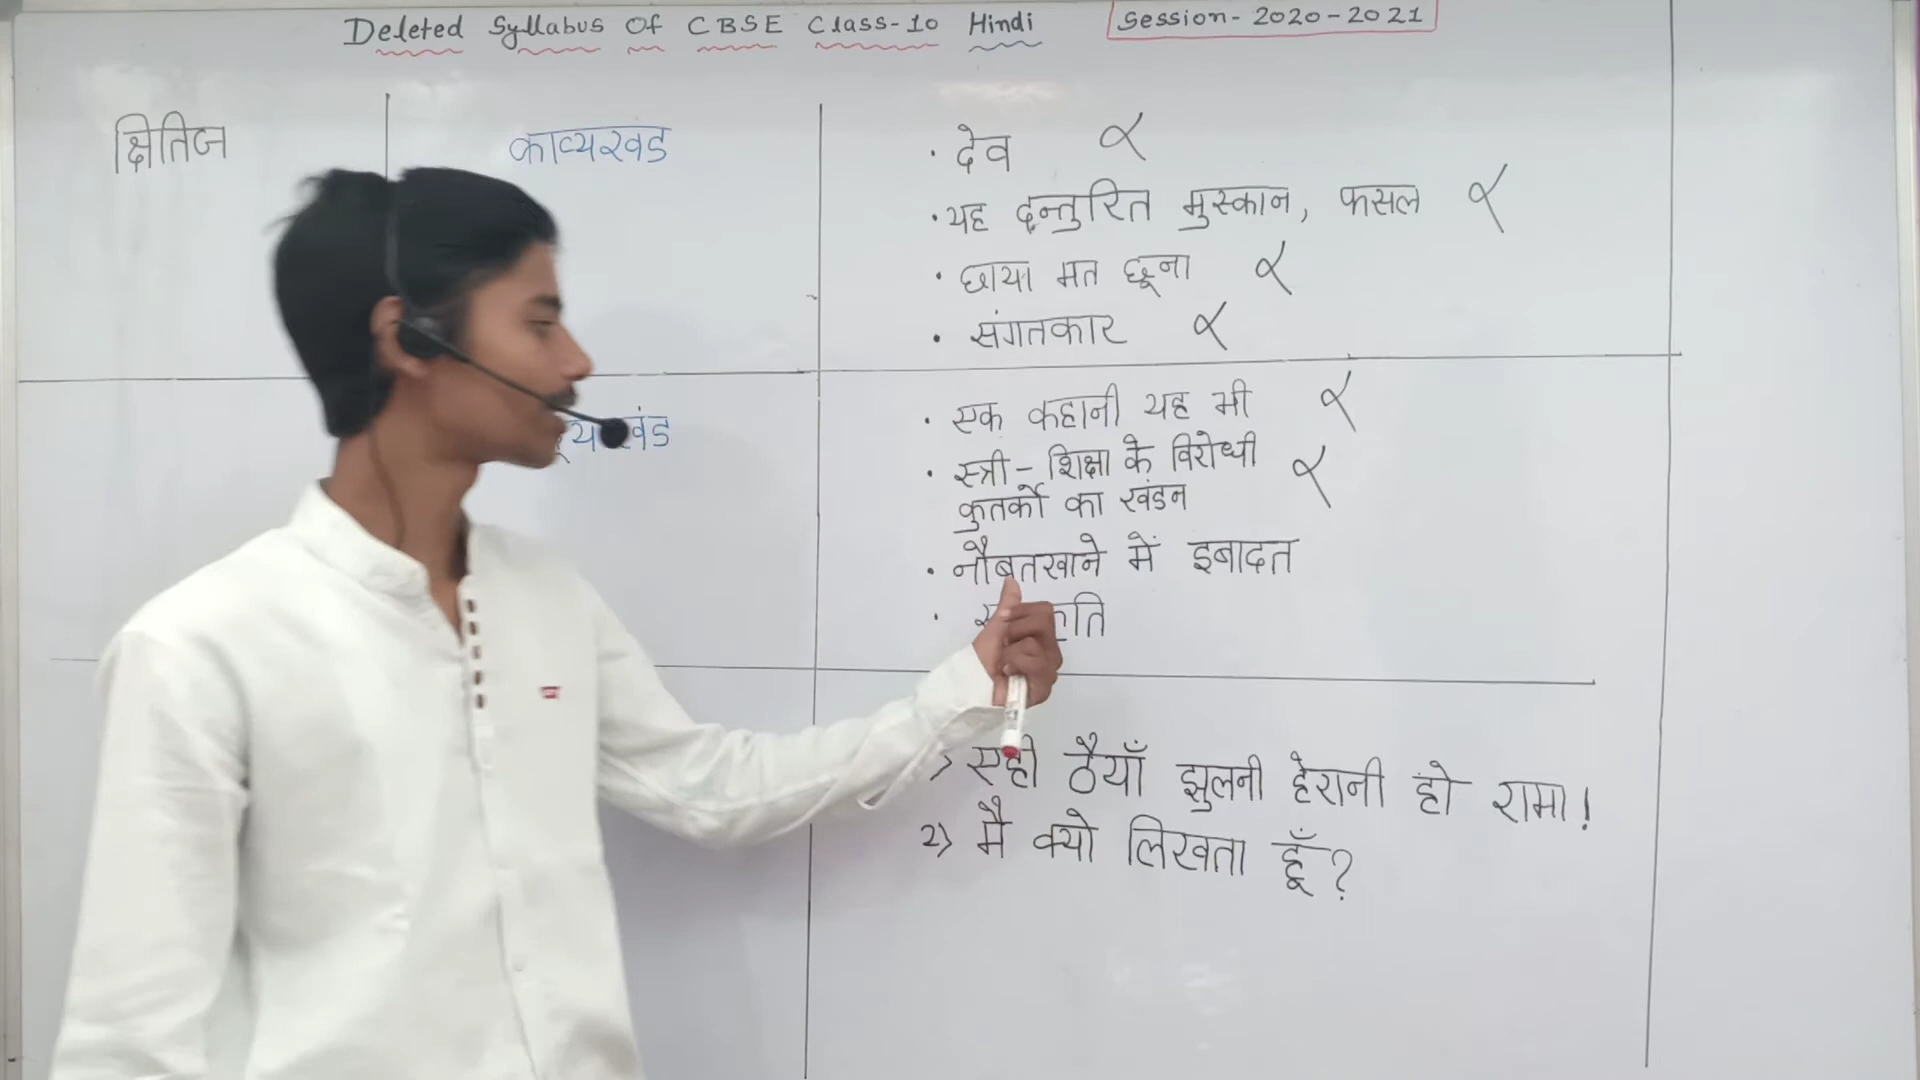 Deleted Syllabus Of CBSE Class-10 Hindi Session- 2020-2021
क्षितिज
काव्यखंड
· देव
· यह दन्तुरित मुस्कान, फसल
· छाया मत छूना
· संगतकार
· एक कहानी यह भी
· स्त्री-शिक्षा के विरोधी
कुतर्को का खंडन
· नौबतखाने में इबादत
एही ठैयाँ झुलनी हेरानी हो रामा!
2) मै क्यो लिखता हूँ?